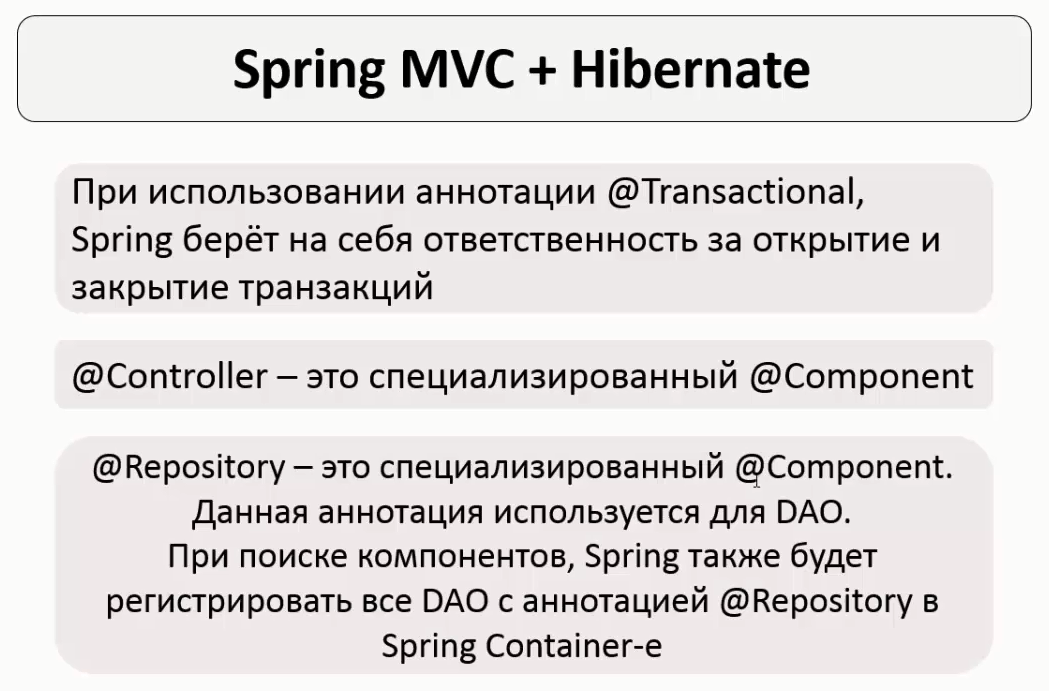 Spring MVC + Hibernate
При использовании аннотации @Transactional,
Spring берёт на себя ответственность за открытие и
закрытие транзакций
@Controller – это специализированный @Component
@Repository – это специализированный @Component.
Данная аннотация используется для DAO.
При поиске компонентов, Spring также будет
регистрировать все DAO с аннотацией @Repository в
Spring Container-е